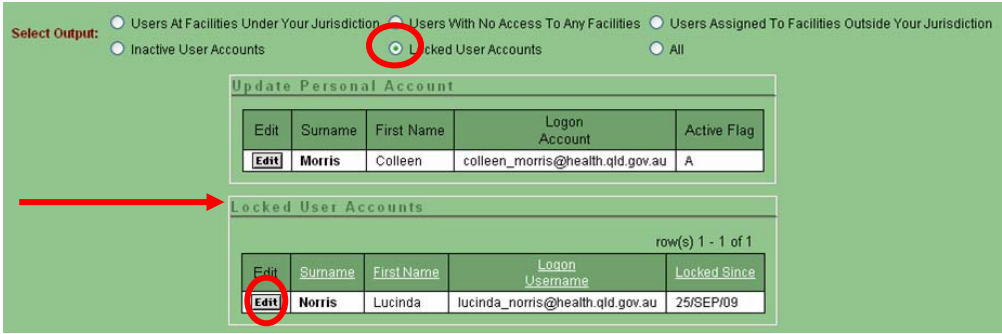 Select Output: Users At Facilities Under Your Jurisdiction Users With No Access To Any Facilities Users Assigned To Facilities Outside Your Jurisdiction
Inactive User Accounts Locked User Accounts All
Update Personal Account
Edit Surname First Name Logon Account Active Flag
Edit Morris Colleen colleen_morris@health.qld.gov.au A
Locked User Accounts
row(s) 1 - 1 of 1
Edit Surname First Name Logon Username Locked Since
Edit Norris Lucinda lucinda_norris@health.qld.gov.au 25/SEP/09